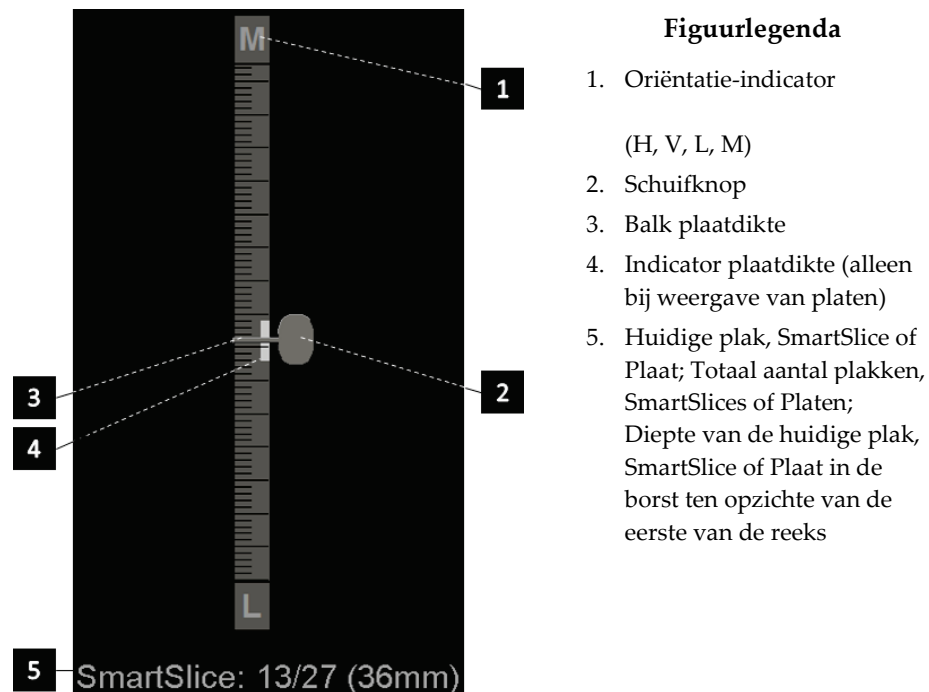 M
1
3
4
2
L
5
SmartSlice: 13/27 (36mm)
Figuurlegenda
1. Oriëntatie-indicator
(H, V, L, M)
2. Schuifknop
3. Balk plaatdikte
4. Indicator plaatdikte (alleen
bij weergave van platen)
5. Huidige plak, SmartSlice of
Plaat; Totaal aantal plakken,
SmartSlices of Platen;
Diepte van de huidige plak,
SmartSlice of Plaat in de
borst ten opzichte van de
eerste van de reeks